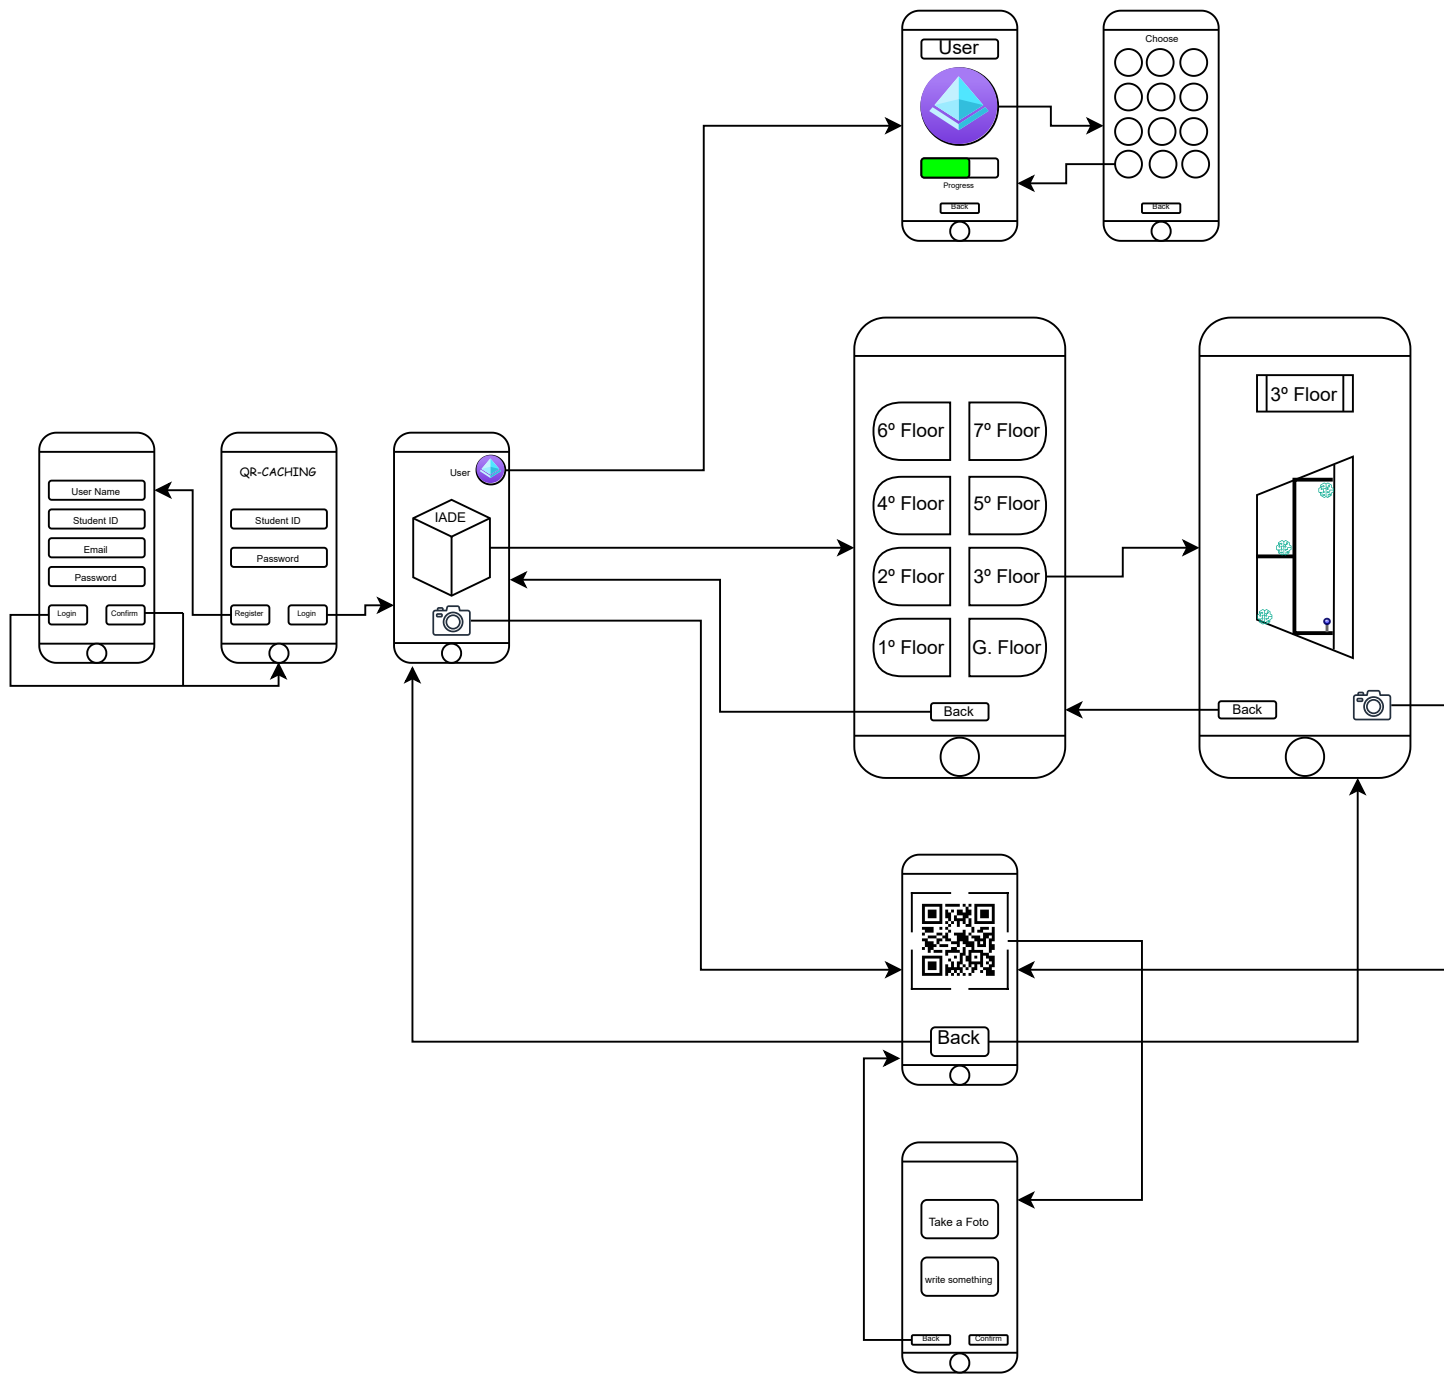 User
Progress
Back
Choose
Back
User Name
Student ID
Email
Password
Login
Confirm
QR-CACHING
Student ID
Password
Register
Login
User
IADE
6º Floor
7º Floor
4º Floor
5º Floor
2º Floor
3º Floor
1º Floor
G. Floor
Back
3º Floor
Back
Back
Take a Foto
write something
Back
Confirm